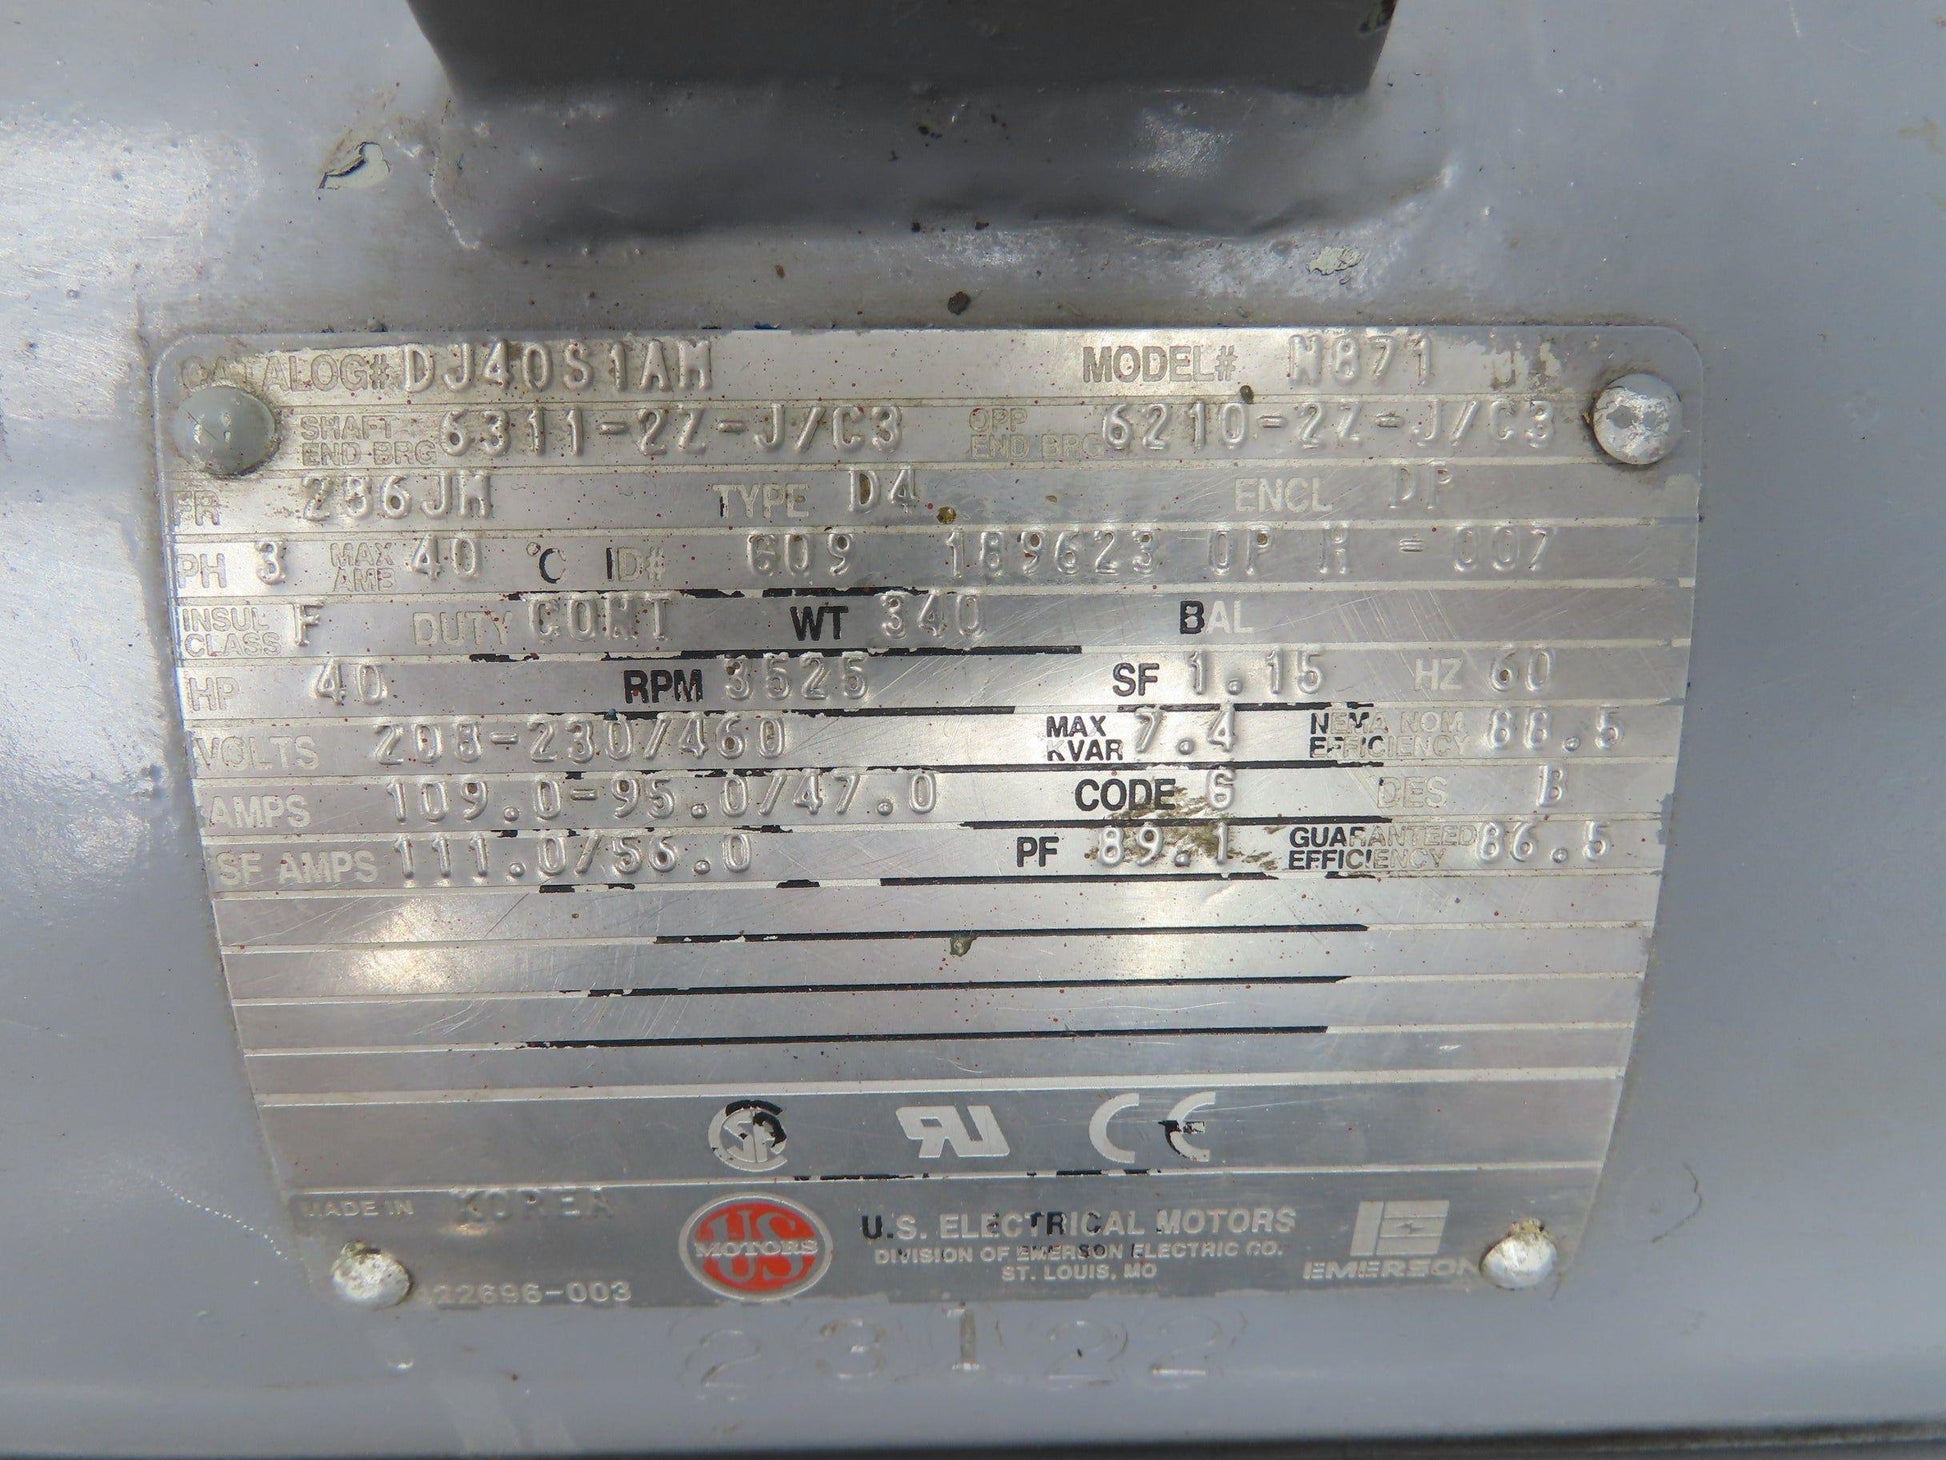 CATALOG# DJ40S1AM MODEL# N871
SHAFT END BRG 6311-2Z-J/C3 OPP END BRG 6210-2Z-J/C3
FR 286JM TYPE D4 ENCL DP
PH 3 MAX AMB 40 °C ID# G09 189623 OP H -007
INSUL CLASS F DUTY CONT WT 340 BAL
HP 40 RPM 3525 SF 1.15 HZ 60
VOLTS 208-230/460 MAX KVAR 7.4 NEMA NOM. EFFICIENCY 88.5
AMPS 109.0-95.0/47.0 CODE G DES B
SF AMPS 111.0/56.0 PF 89.1 GUARANTEED EFFICIENCY 86.5
MADE IN KOREA
US MOTORS
U.S. ELECTRICAL MOTORS
DIVISION OF EMERSON ELECTRIC CO.
ST. LOUIS, MO
EMERSON
422696-003
23122